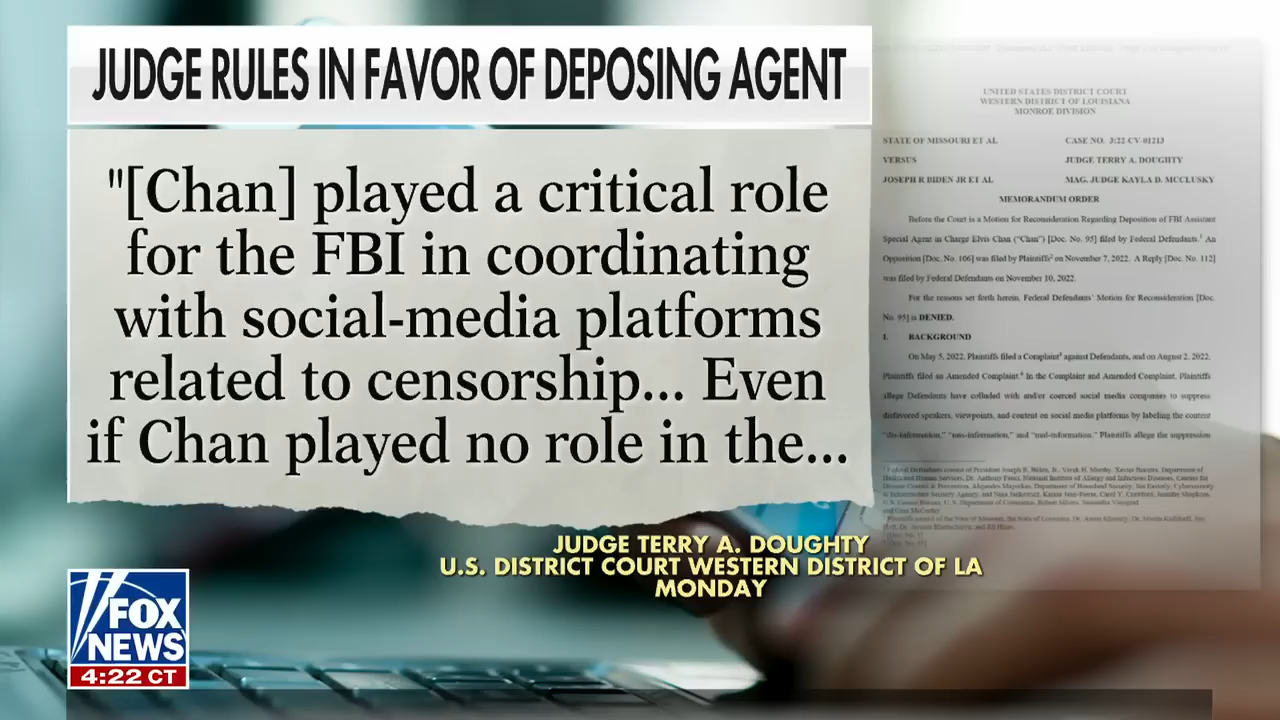 JUDGE RULES IN FAVOR OF DEPOSING AGENT
"[Chan] played a critical role
for the FBI in coordinating
with social-media platforms
related to censorship... Even
if Chan played no role in the...
JUDGE TERRY A. DOUGHTY
U.S. DISTRICT COURT WESTERN DISTRICT OF LA
MONDAY
FOX
NEWS
4:22 CT
UNITED STATES DISTRICT COURT
WESTERN DISTRICT OF LOUISIANA
MONROE DIVISION
STATE OF MISSOURI ET AL CASE NO. 3:22-CV-01213
VERSUS JUDGE TERRY A. DOUGHTY
JOSEPH R BIDEN JR ET AL MAG. JUDGE KAYLA D. MCCLUSKY
MEMORANDUM ORDER
Before the Court is a Motion for Reconsideration Regarding Deposition of FBI Assistant
Special Agent in Charge Elvis Chan ("Chan") [Doc. No. 95] filed by Federal Defendants.¹ An
Opposition [Doc. No. 106] was filed by Plaintiffs² on November 7, 2022. A Reply [Doc. No. 112]
was filed by Federal Defendants on November 10, 2022.
For the reasons set forth herein, Federal Defendants' Motion for Reconsideration [Doc.
No. 95] is DENIED.
I. BACKGROUND
On May 5, 2022, Plaintiffs filed a Complaint³ against Defendants, and on August 2, 2022,
Plaintiffs filed an Amended Complaint.⁴ In the Complaint and Amended Complaint, Plaintiffs
allege Defendants have colluded with and/or coerced social media companies to suppress
disfavored speakers, viewpoints, and content on social media platforms by labeling the content
"dis-information," "mis-information," and "mal-information." Plaintiffs allege the suppression